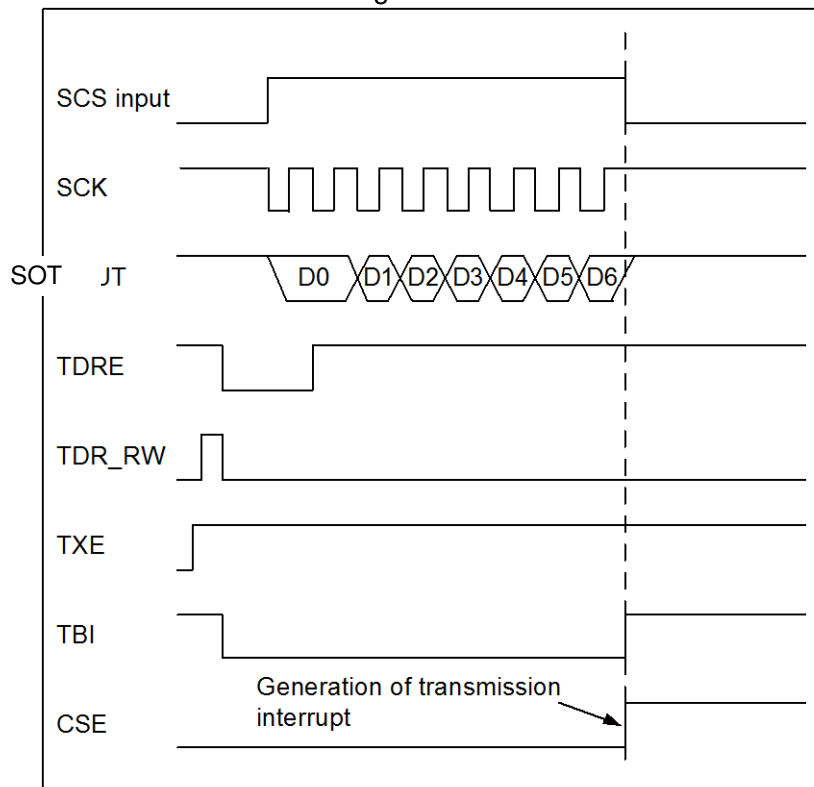 SCS input
SCK
SOT UT
D0 D1 D2 D3 D4 D5 D6
TDRE
TDR_RW
TXE
TBI
Generation of transmission
interrupt
CSE